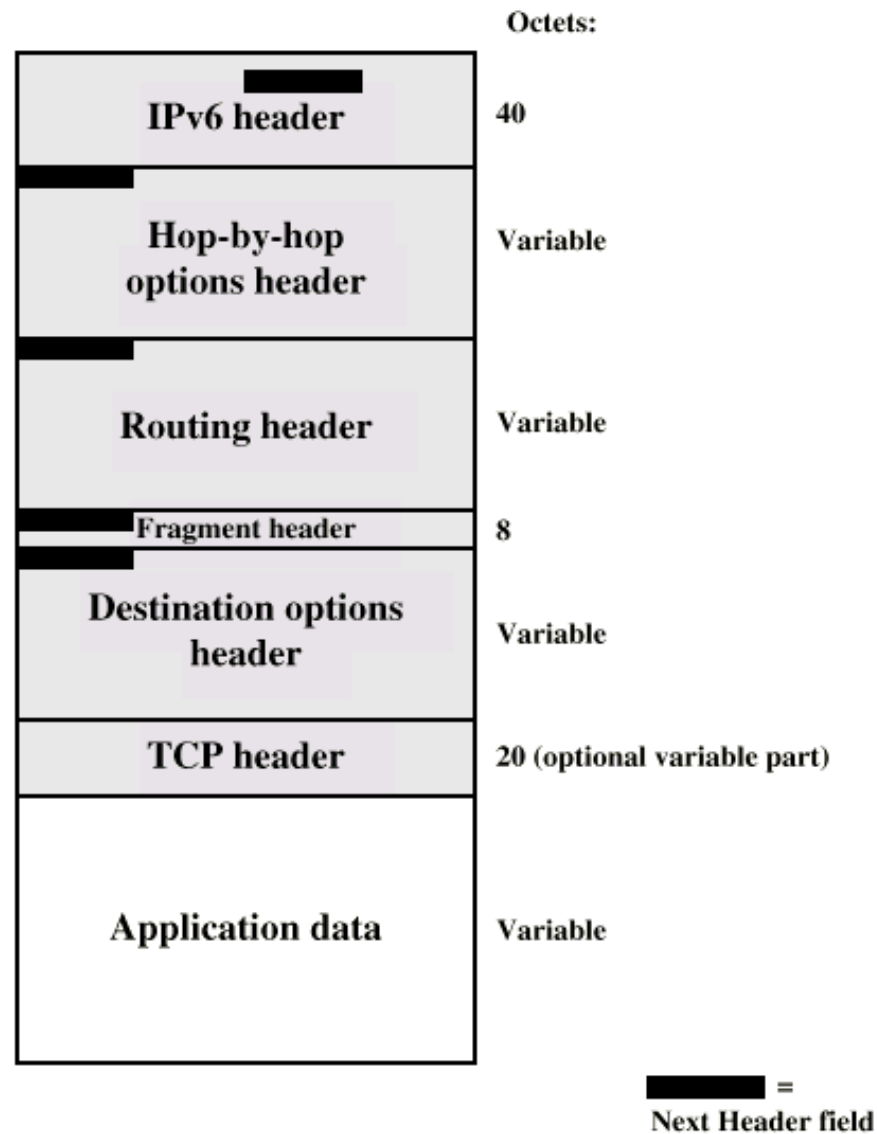 Octets:
IPv6 header
40
Hop-by-hop
options header
Variable
Routing header
Variable
Fragment header
8
Destination options
header
Variable
TCP header
20 (optional variable part)
Application data
Variable
=
Next Header field